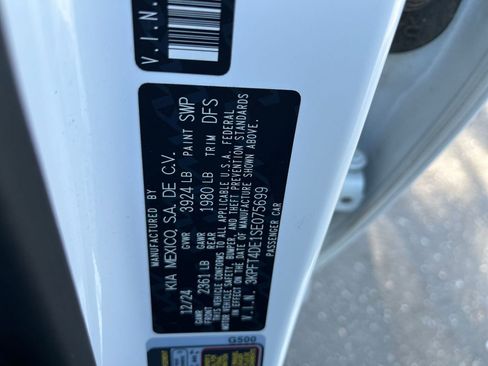 V.I.N.
MANUFACTURED BY
KIA MEXICO, S.A. DE C.V.
12/24 GVWR 3924 LB PAINT SWP
GAWR FRONT 2361 LB GAWR REAR 1980 LB TRIM DFS
THIS VEHICLE CONFORMS TO ALL APPLICABLE U.S.A. FEDERAL
MOTOR VEHICLE SAFETY, BUMPER, AND THEFT PREVENTION STANDARDS
IN EFFECT ON THE DATE OF MANUFACTURE SHOWN ABOVE.
V.I.N. 3KPFT4DE1SE075699
PASSENGER CAR
G500